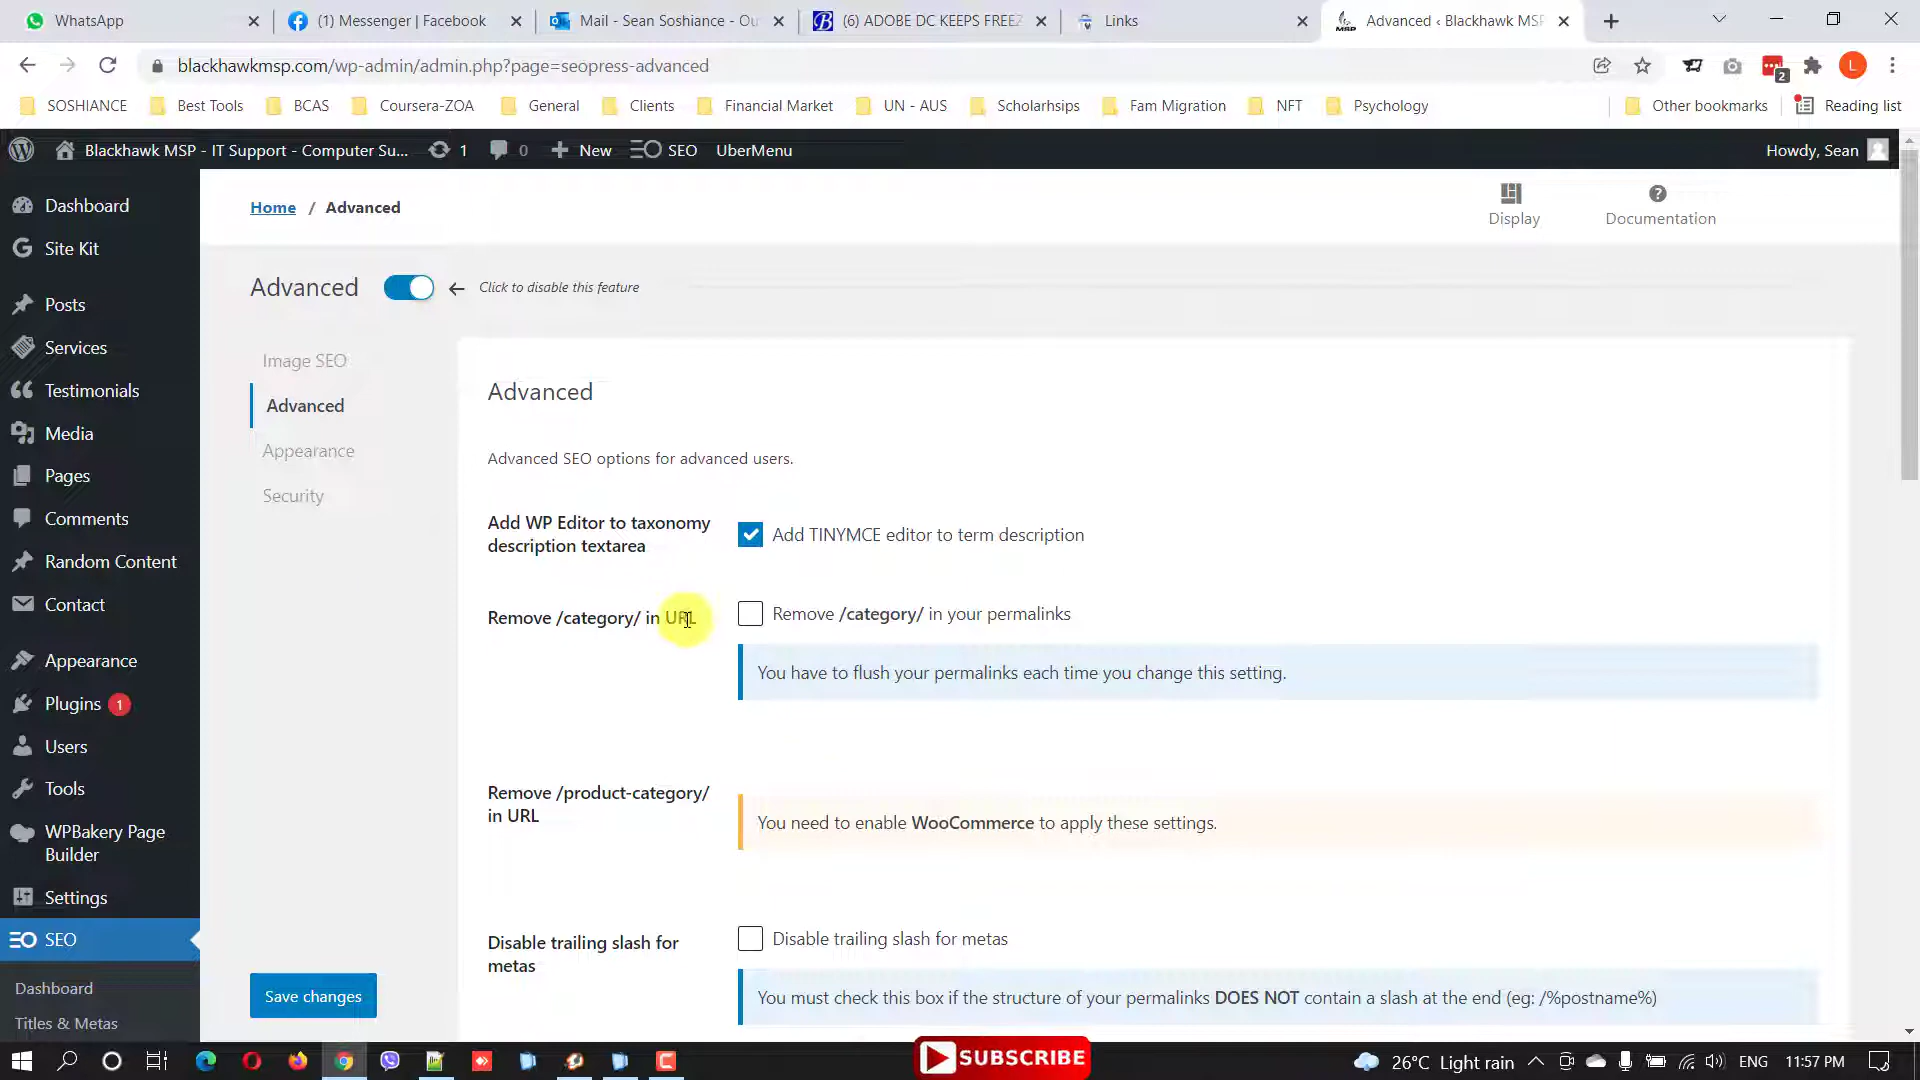 WhatsApp
(1) Messenger | Facebook
Mail - Sean Soshiance - Ou
(6) ADOBE DC KEEPS FREEZ
Links
Advanced ‹ Blackhawk MSP
blackhawkmsp.com/wp-admin/admin.php?page=seopress-advanced
2
L
SOSHIANCE
Best Tools
BCAS
Coursera-ZOA
General
Clients
Financial Market
UN - AUS
Scholarhsips
Fam Migration
NFT
Psychology
Other bookmarks
Reading list
Blackhawk MSP - IT Support - Computer Su...
1
0
New
SEO
UberMenu
Howdy, Sean
Dashboard
Site Kit
Posts
Services
Testimonials
Media
Pages
Comments
Random Content
Contact
Appearance
Plugins 1
Users
Tools
WPBakery Page
Builder
Settings
SEO
Dashboard
Titles & Metas
Home / Advanced
Display
Documentation
Advanced
Click to disable this feature
Image SEO
Advanced
Appearance
Security
Save changes
Advanced
Advanced SEO options for advanced users.
Add WP Editor to taxonomy
description textarea
Add TINYMCE editor to term description
Remove /category/ in URL
Remove /category/ in your permalinks
You have to flush your permalinks each time you change this setting.
Remove /product-category/
in URL
You need to enable WooCommerce to apply these settings.
Disable trailing slash for
metas
Disable trailing slash for metas
You must check this box if the structure of your permalinks DOES NOT contain a slash at the end (eg: /%postname%)
SUBSCRIBE
26°C Light rain
ENG
11:57 PM